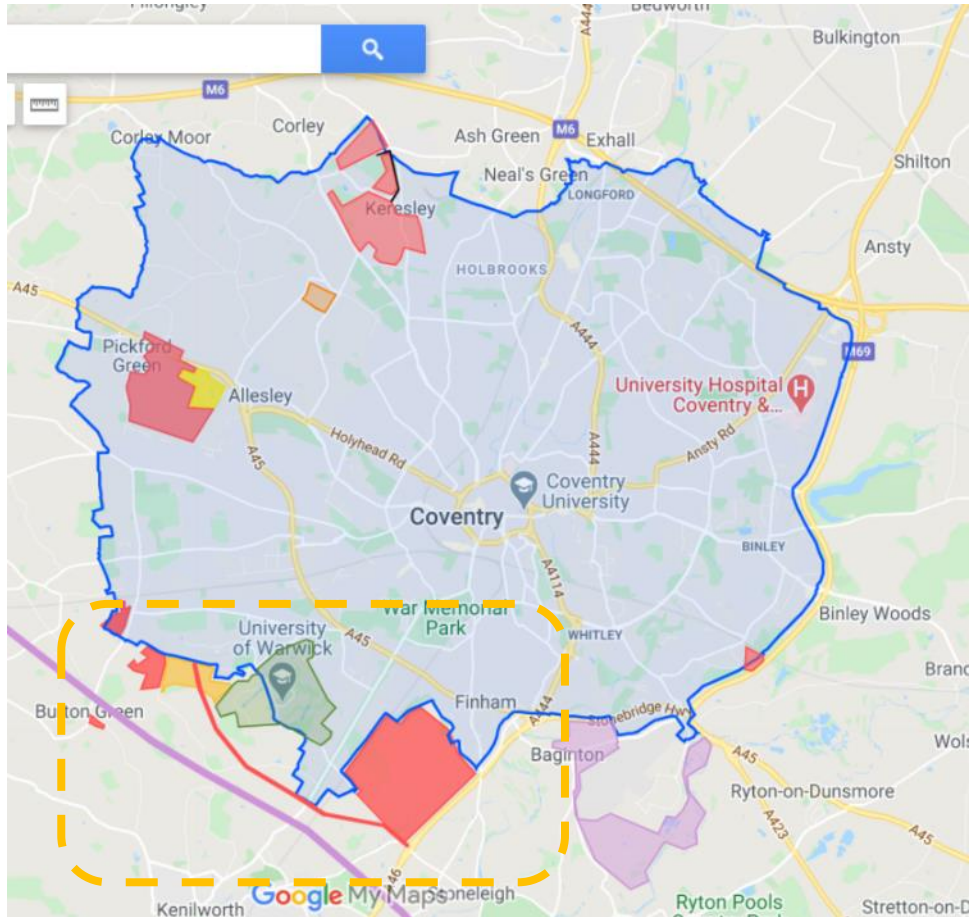 Bedworth
A444
Bulkington
M6
Corley Moor
Corley
Ash Green
M6
Exhall
Shilton
Neal's Green
LONGFORD
Keresley
Ansty
HOLBROOKS
A45
A444
M69
Pickford
Green
University Hospital
Coventry &...
H
Allesley
Holyhead Rd
A444
Ansty Rd
A45
Coventry
University
Coventry
BINLEY
A4114
War Memorial
Park
Binley Woods
University
of Warwick
A45
WHITLEY
Finham
Burton Green
A444
Stonebridge Hwy
Baginton
A45
Ryton-on-Dunsmore
A423
A45
A46
Google My Maps
Stoneleigh
Kenilworth
Ryton Pools
Stretton-on-D